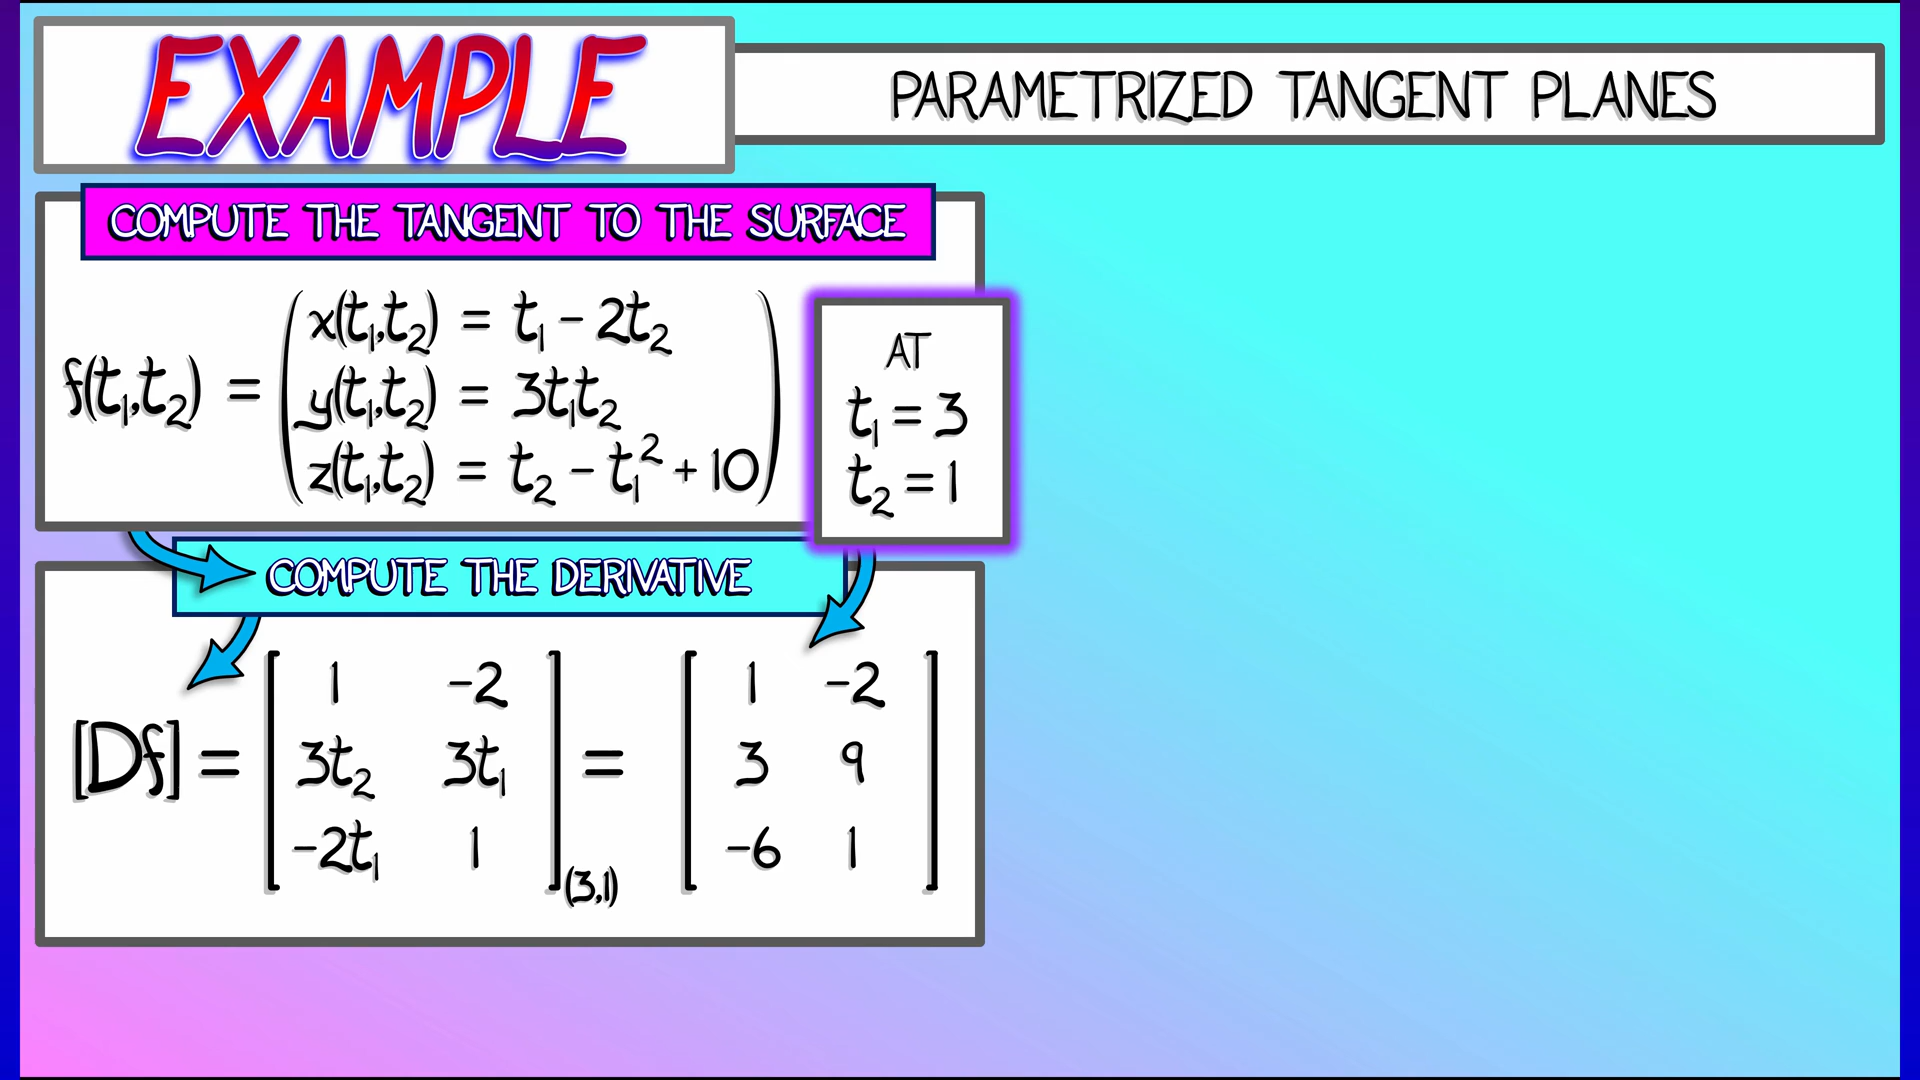 EXAMPLE
PARAMETRIZED TANGENT PLANES
COMPUTE THE TANGENT TO THE SURFACE
f(t₁,t₂) =
x(t₁,t₂) = t₁ - 2t₂
y(t₁,t₂) = 3t₁t₂
z(t₁,t₂) = t₂ - t₁² + 10
AT
t₁ = 3
t₂ = 1
COMPUTE THE DERIVATIVE
[Df] = [ 1 -2 ] = [ 1 -2 ]
3t₂ 3t₁ 3 9
-2t₁ 1 -6 1
(3,1)